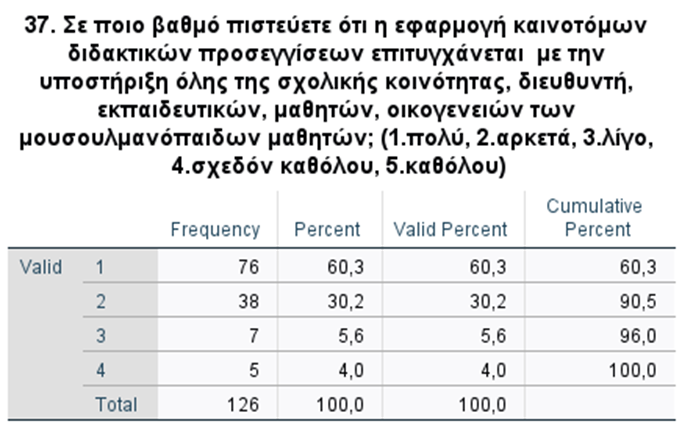 37. Σε ποιο βαθμό πιστεύετε ότι η εφαρμογή καινοτόμων
διδακτικών προσεγγίσεων επιτυγχάνεται με την
υποστήριξη όλης της σχολικής κοινότητας, διευθυντή,
εκπαιδευτικών, μαθητών, οικογενειών των
μουσουλμανόπαιδων μαθητών; (1.πολύ, 2.αρκετά, 3.λίγο,
4.σχεδόν καθόλου, 5.καθόλου)
Frequency Percent Valid Percent Cumulative Percent
Valid 1 76 60,3 60,3 60,3
2 38 30,2 30,2 90,5
3 7 5,6 5,6 96,0
4 5 4,0 4,0 100,0
Total 126 100,0 100,0